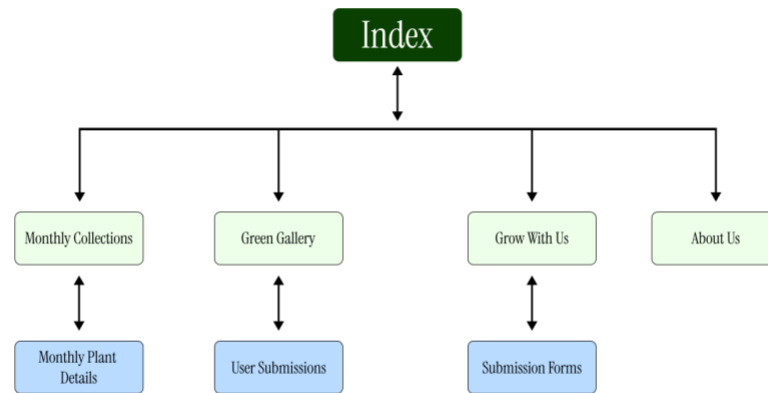 Index
Monthly Collections
Green Gallery
Grow With Us
About Us
Monthly Plant
Details
User Submissions
Submission Forms